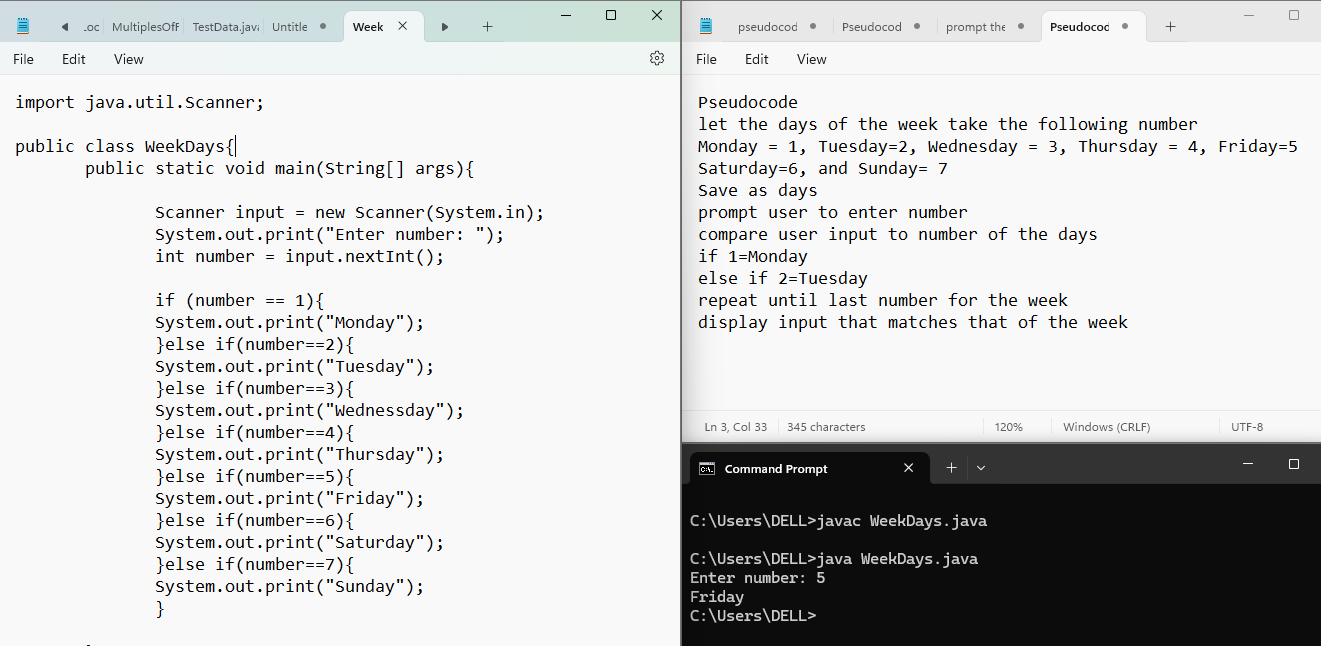 .oc MultiplesOfF TestData.java Untitle Week
File Edit View
import java.util.Scanner;
public class WeekDays{
public static void main(String[] args){
Scanner input = new Scanner(System.in);
System.out.print("Enter number: ");
int number = input.nextInt();
if (number == 1){
System.out.print("Monday");
}else if(number==2){
System.out.print("Tuesday");
}else if(number==3){
System.out.print("Wednessday");
}else if(number==4){
System.out.print("Thursday");
}else if(number==5){
System.out.print("Friday");
}else if(number==6){
System.out.print("Saturday");
}else if(number==7){
System.out.print("Sunday");
}
pseudocod Pseudocod prompt the Pseudocod
File Edit View
Pseudocode
let the days of the week take the following number
Monday = 1, Tuesday=2, Wednesday = 3, Thursday = 4, Friday=5
Saturday=6, and Sunday= 7
Save as days
prompt user to enter number
compare user input to number of the days
if 1=Monday
else if 2=Tuesday
repeat until last number for the week
display input that matches that of the week
Ln 3, Col 33 345 characters 120% Windows (CRLF) UTF-8
Command Prompt
C:\Users\DELL>javac WeekDays.java
C:\Users\DELL>java WeekDays.java
Enter number: 5
Friday
C:\Users\DELL>